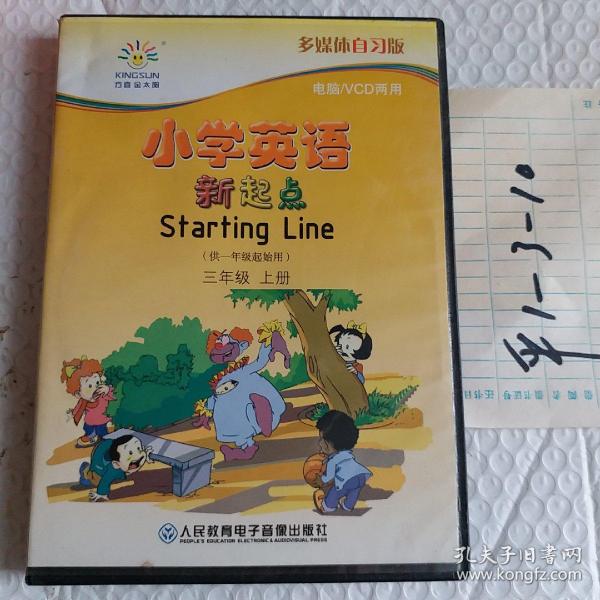 多媒体自习版
KINGSUN
方直金太阳
电脑/VCD两用
小学英语
新起点
Starting Line
(供一年级起始用)
三年级 上册
人民教育电子音像出版社
PEOPLE'S EDUCATION ELECTRONIC & AUDIOVISUAL PRESS
1-3-10
孔夫子旧书网
www.kongfz.com